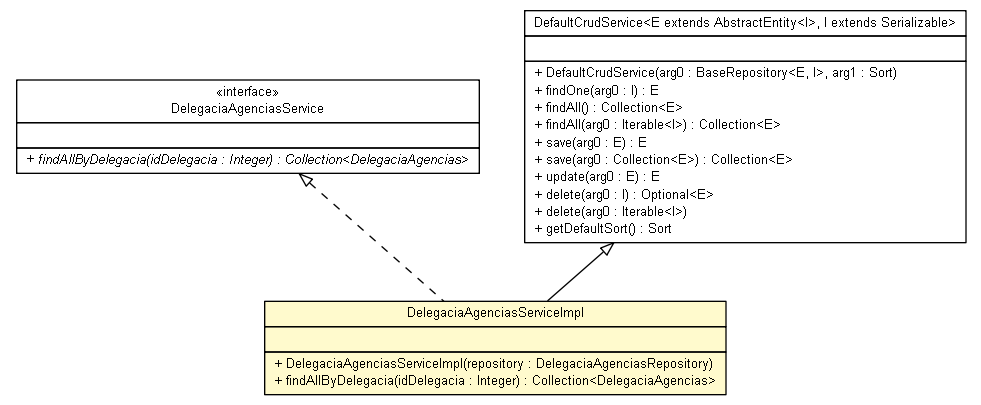 DefaultCrudService<E extends AbstractEntity<I>, I extends Serializable>
+ DefaultCrudService(arg0 : BaseRepository<E, I>, arg1 : Sort)
+ findOne(arg0 : I) : E
+ findAll() : Collection<E>
+ findAll(arg0 : Iterable<I>) : Collection<E>
+ save(arg0 : E) : E
+ save(arg0 : Collection<E>) : Collection<E>
+ update(arg0 : E) : E
+ delete(arg0 : I) : Optional<E>
+ delete(arg0 : Iterable<I>)
+ getDefaultSort() : Sort
«interface»
DelegaciaAgenciasService
+ findAllByDelegacia(idDelegacia : Integer) : Collection<DelegaciaAgencias>
DelegaciaAgenciasServiceImpl
+ DelegaciaAgenciasServiceImpl(repository : DelegaciaAgenciasRepository)
+ findAllByDelegacia(idDelegacia : Integer) : Collection<DelegaciaAgencias>